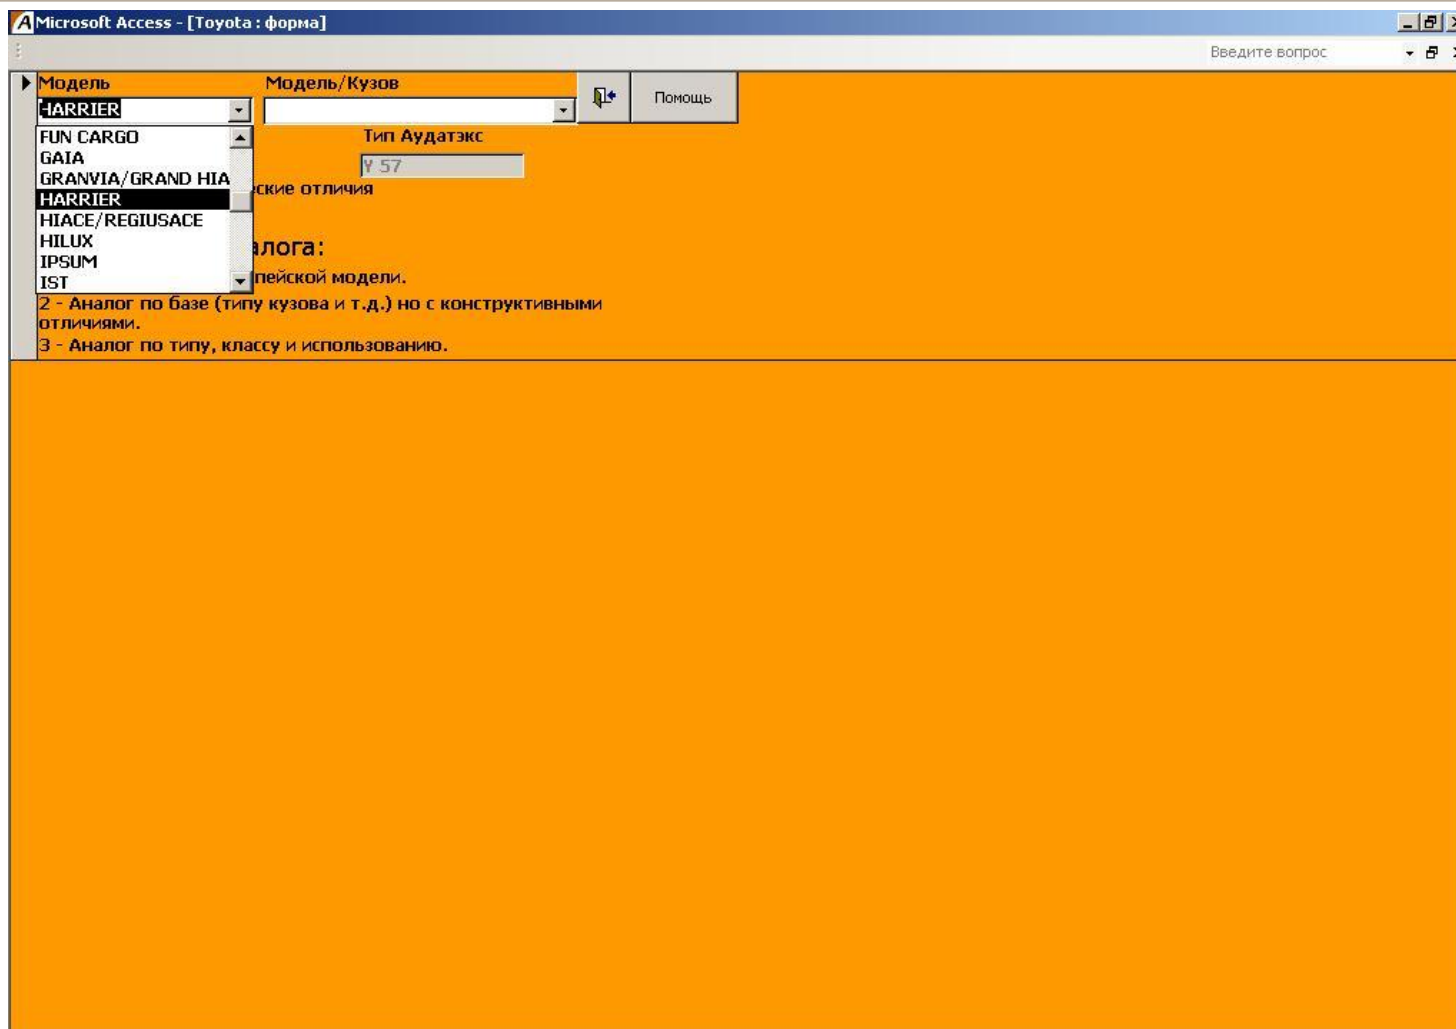 Microsoft Access - [Toyota : форма]
Введите вопрос
Модель Модель/Кузов
HARRIER
Помощь
FUN CARGO
GAIA
GRANVIA/GRAND HIA
HARRIER
HIACE/REGIUSACE
HILUX
IPSUM
IST
Тип Аудатэкс
Y 57
ские отличия
алога:
пейской модели.
2 - Аналог по базе (типу кузова и т.д.) но с конструктивными
отличиями.
3 - Аналог по типу, классу и использованию.